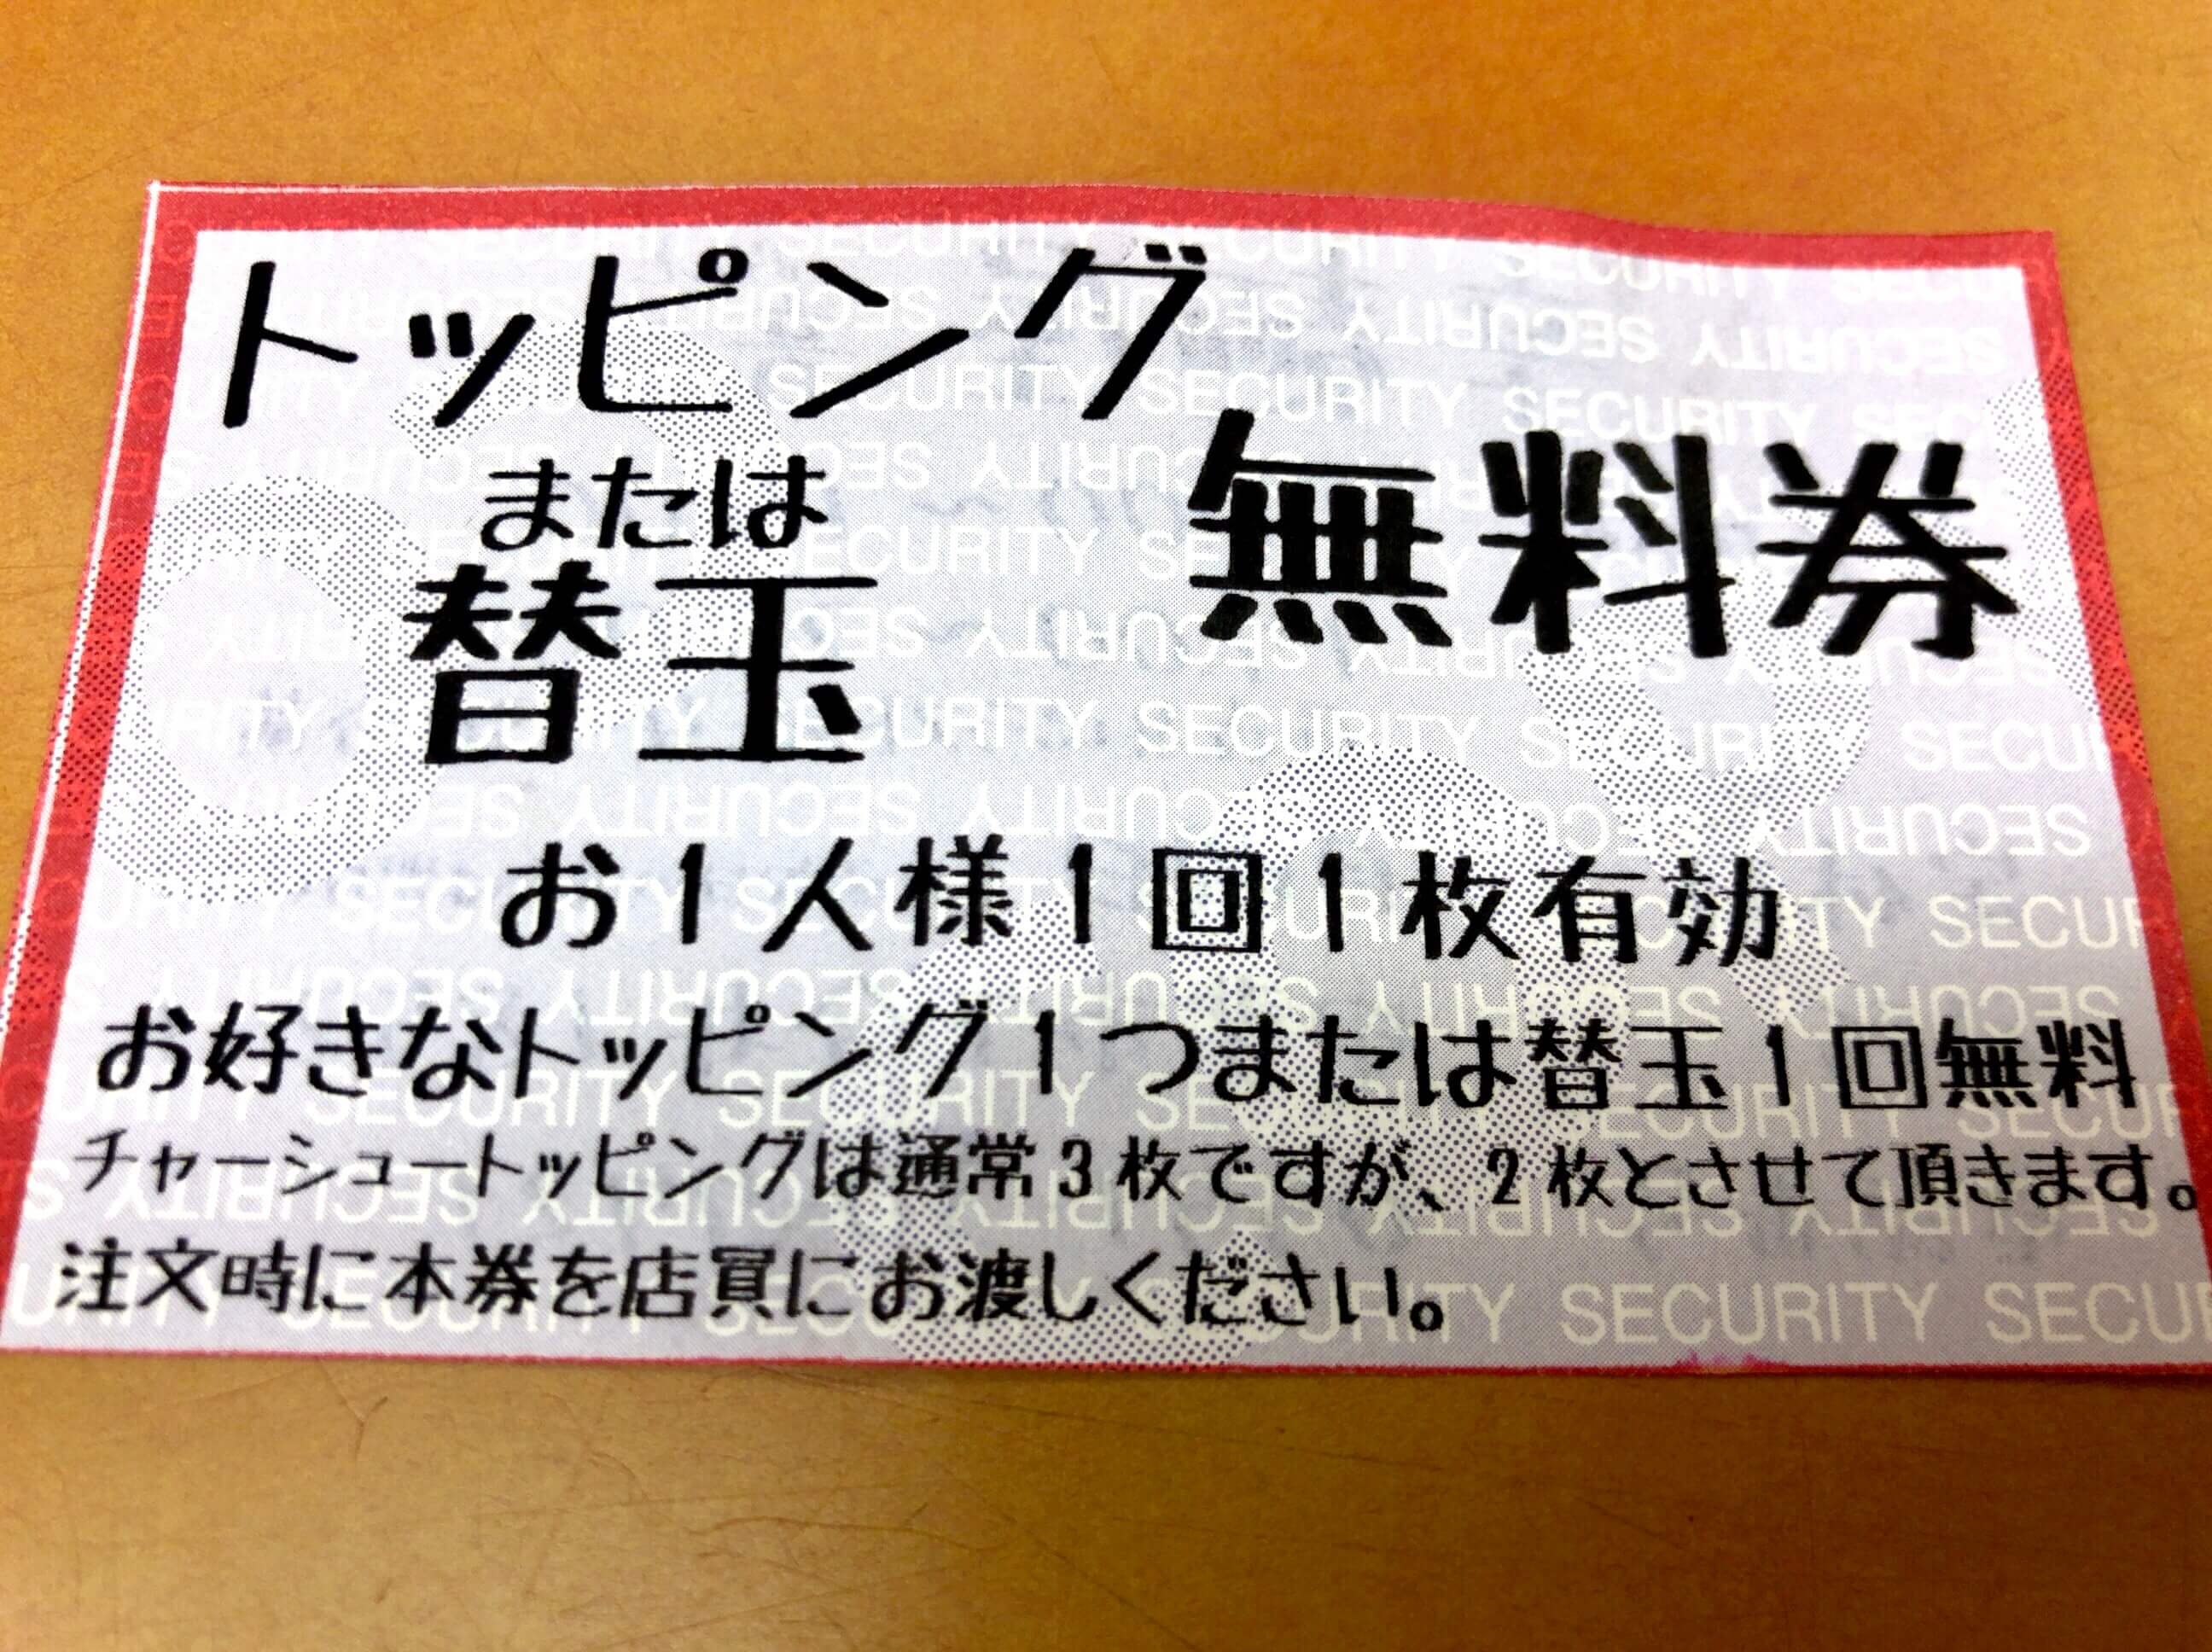 トッピング
または
替玉
無料券
お1人様1回1枚有効
お好きなトッピング1つまたは替玉1回無料
チャーシュートッピングは通常3枚ですが、2枚とさせて頂きます。
注文時に本券を店員にお渡しください。
SECURITY SECURITY SECURITY